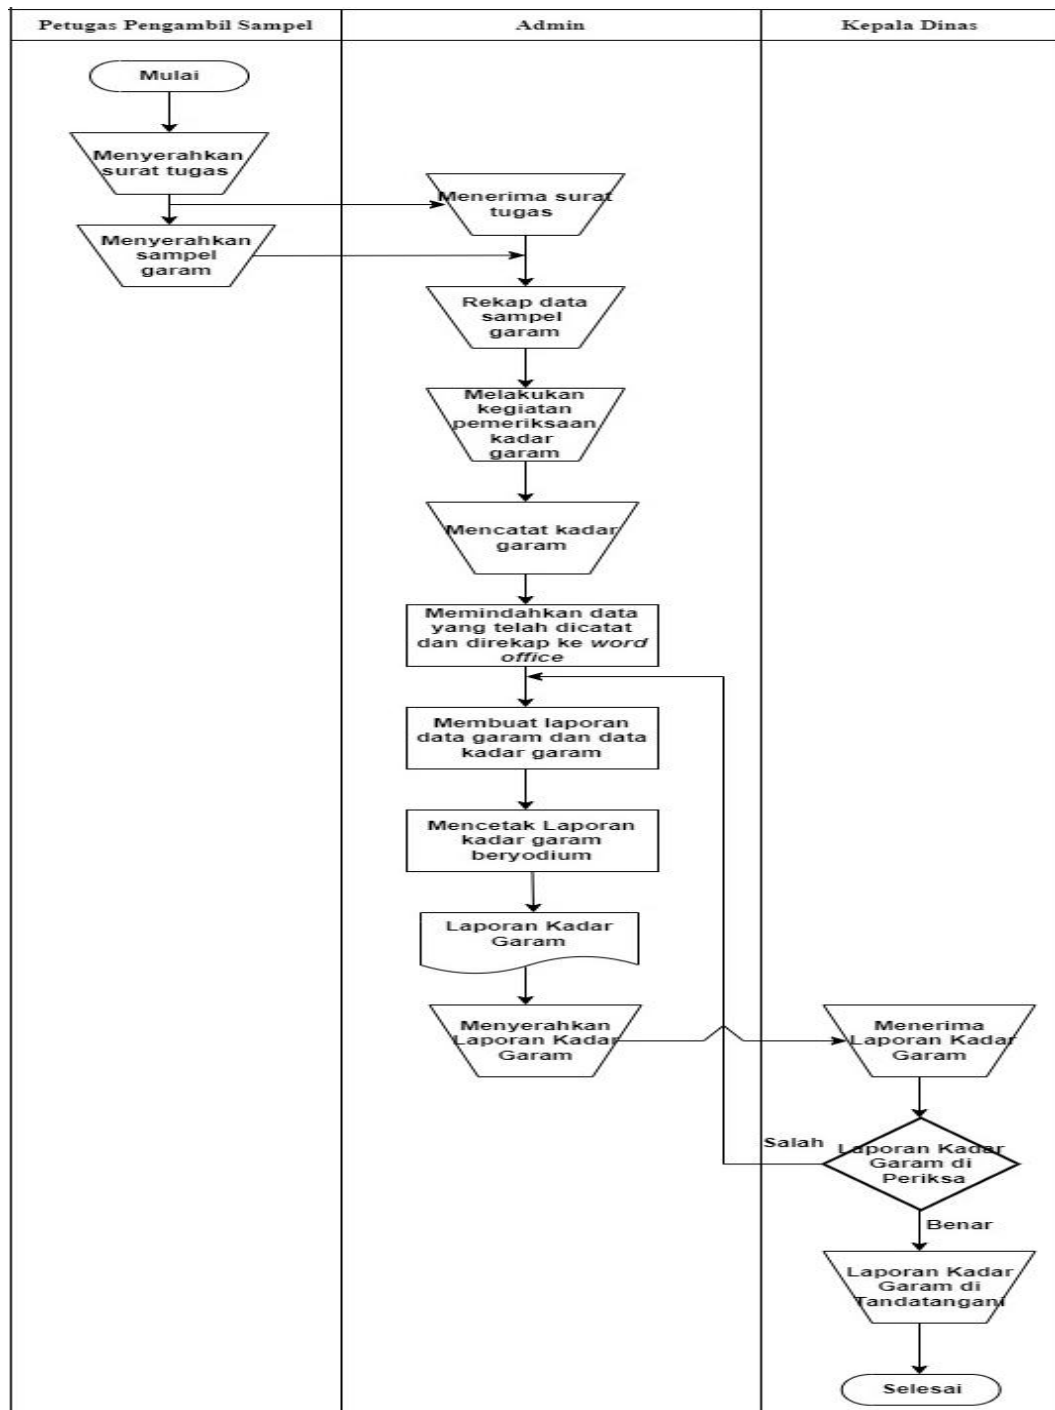 Petugas Pengambil Sampel
Admin
Kepala Dinas
Mulai
Menyerahkan
surat tugas
Menerima surat
tugas
Menyerahkan
sampel
garam
Rekap data
sampel
garam
Melakukan
kegiatan
pemeriksaan
kadar
garam
Mencatat kadar
garam
Memindahkan data
yang telah dicatat
dan direkap ke word
office
Membuat laporan
data garam dan data
kadar garam
Mencetak Laporan
kadar garam
beryodium
Laporan Kadar
Garam
Menyerahkan
Laporan Kadar
Garam
Menerima
Laporan Kadar
Garam
Salah
Laporan Kadar
Garam di
Periksa
Benar
Laporan Kadar
Garam di
Tandatangani
Selesai